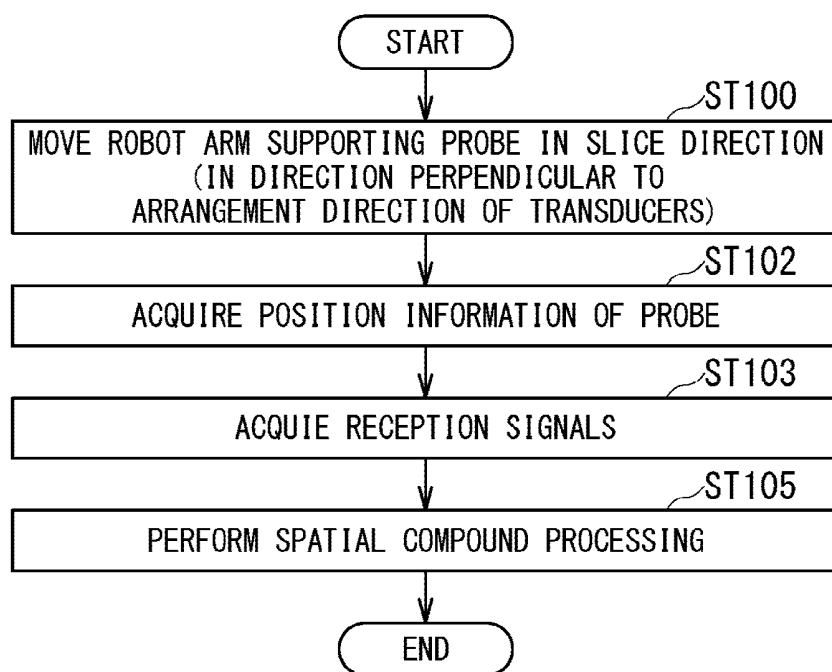 START
ST100
MOVE ROBOT ARM SUPPORTING PROBE IN SLICE DIRECTION
(IN DIRECTION PERPENDICULAR TO
ARRANGEMENT DIRECTION OF TRANSDUCERS)
ST102
ACQUIRE POSITION INFORMATION OF PROBE
ST103
ACQUIE RECEPTION SIGNALS
ST105
PERFORM SPATIAL COMPOUND PROCESSING
END